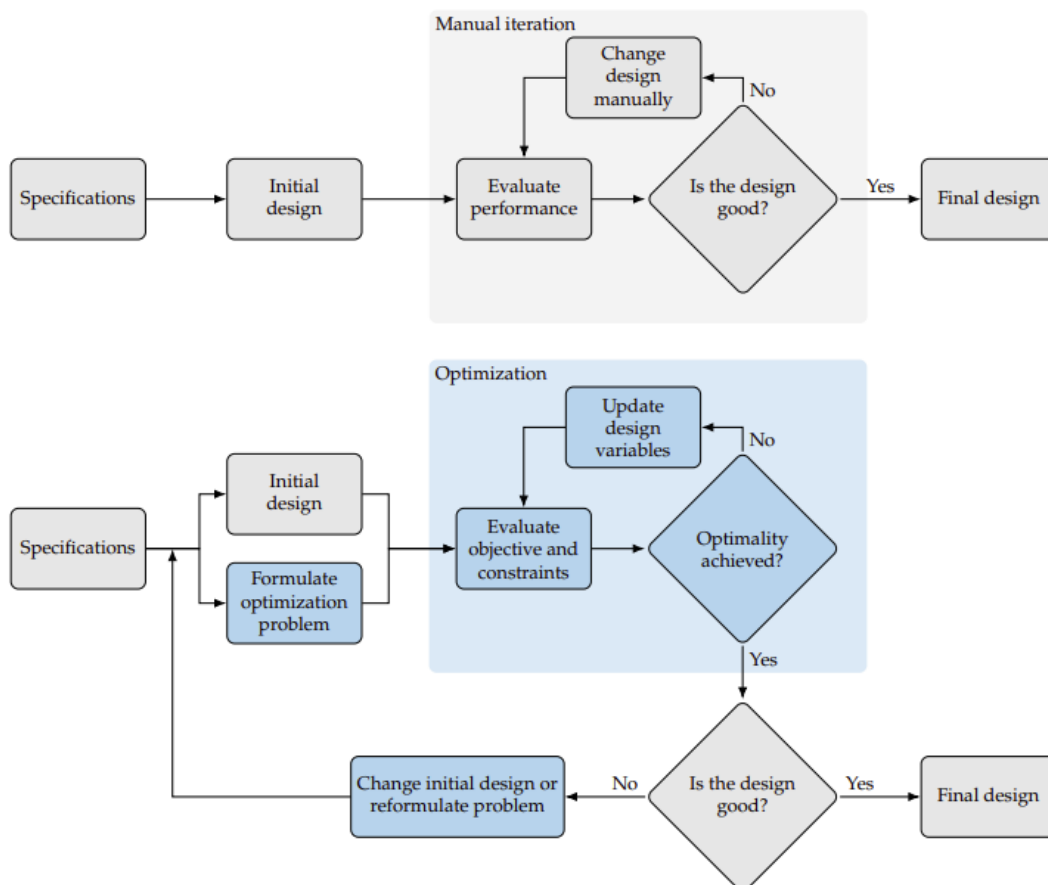 Manual iteration
Change
design
manually
No
Specifications
Initial
design
Evaluate
performance
Is the design
good?
Yes
Final design
Optimization
Update
design
variables
No
Initial
design
Specifications
Evaluate
objective and
constraints
Optimality
achieved?
Formulate
optimization
problem
Yes
Change initial design or
reformulate problem
No
Is the design
good?
Yes
Final design